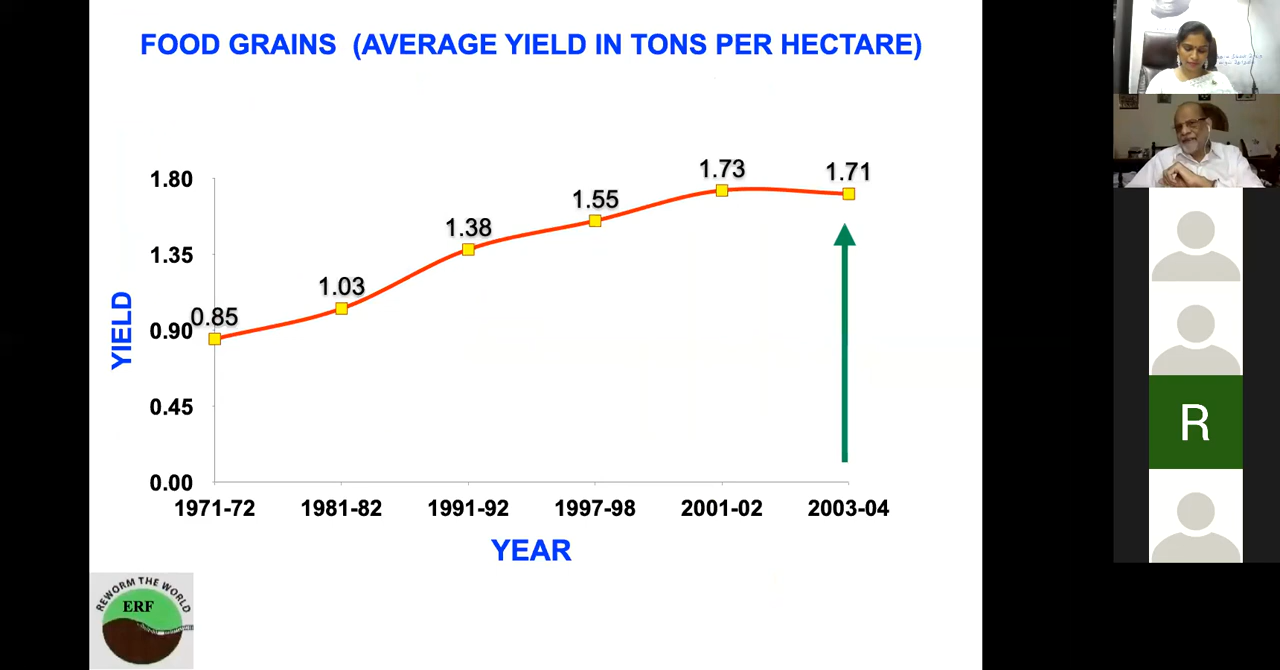 FOOD GRAINS (AVERAGE YIELD IN TONS PER HECTARE)
1.80
1.35
0.90
0.45
0.00
YIELD
0.85
1.03
1.38
1.55
1.73
1.71
1971-72
1981-82
1991-92
1997-98
2001-02
2003-04
YEAR
REWORM THE WORLD
ERF
R